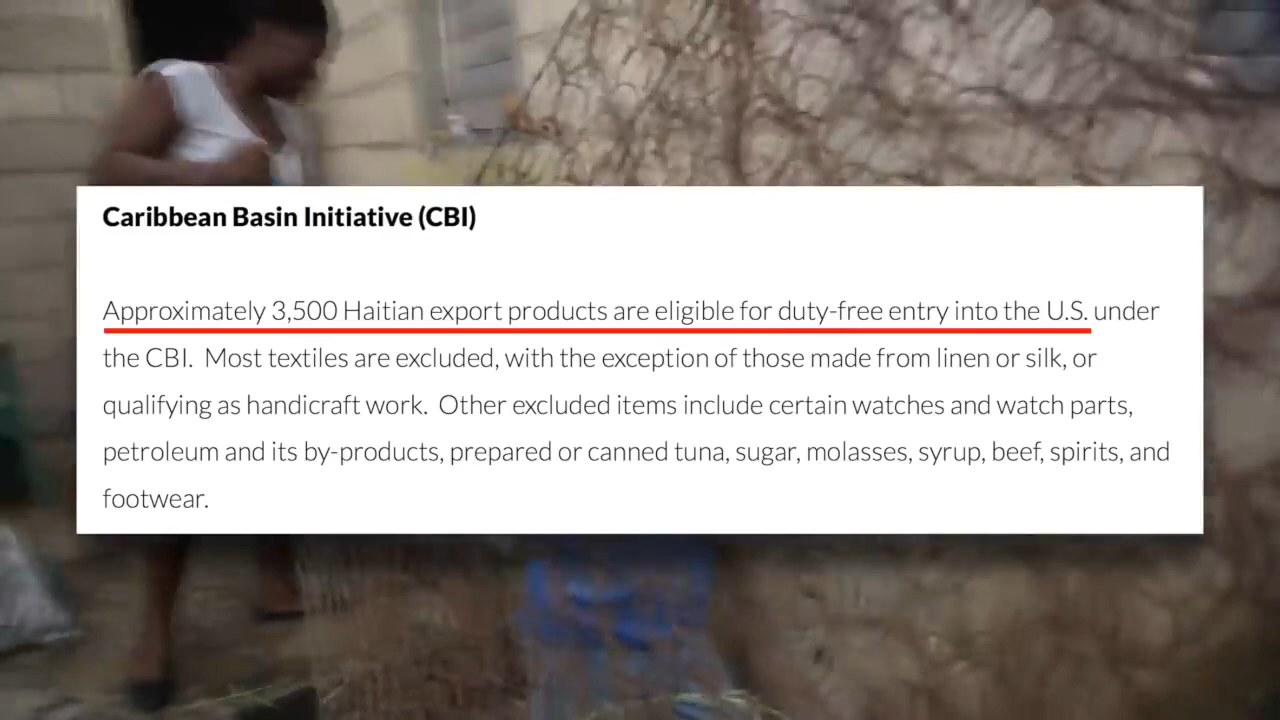 Caribbean Basin Initiative (CBI)
Approximately 3,500 Haitian export products are eligible for duty-free entry into the U.S. under
the CBI.  Most textiles are excluded, with the exception of those made from linen or silk, or
qualifying as handicraft work.  Other excluded items include certain watches and watch parts,
petroleum and its by-products, prepared or canned tuna, sugar, molasses, syrup, beef, spirits, and
footwear.